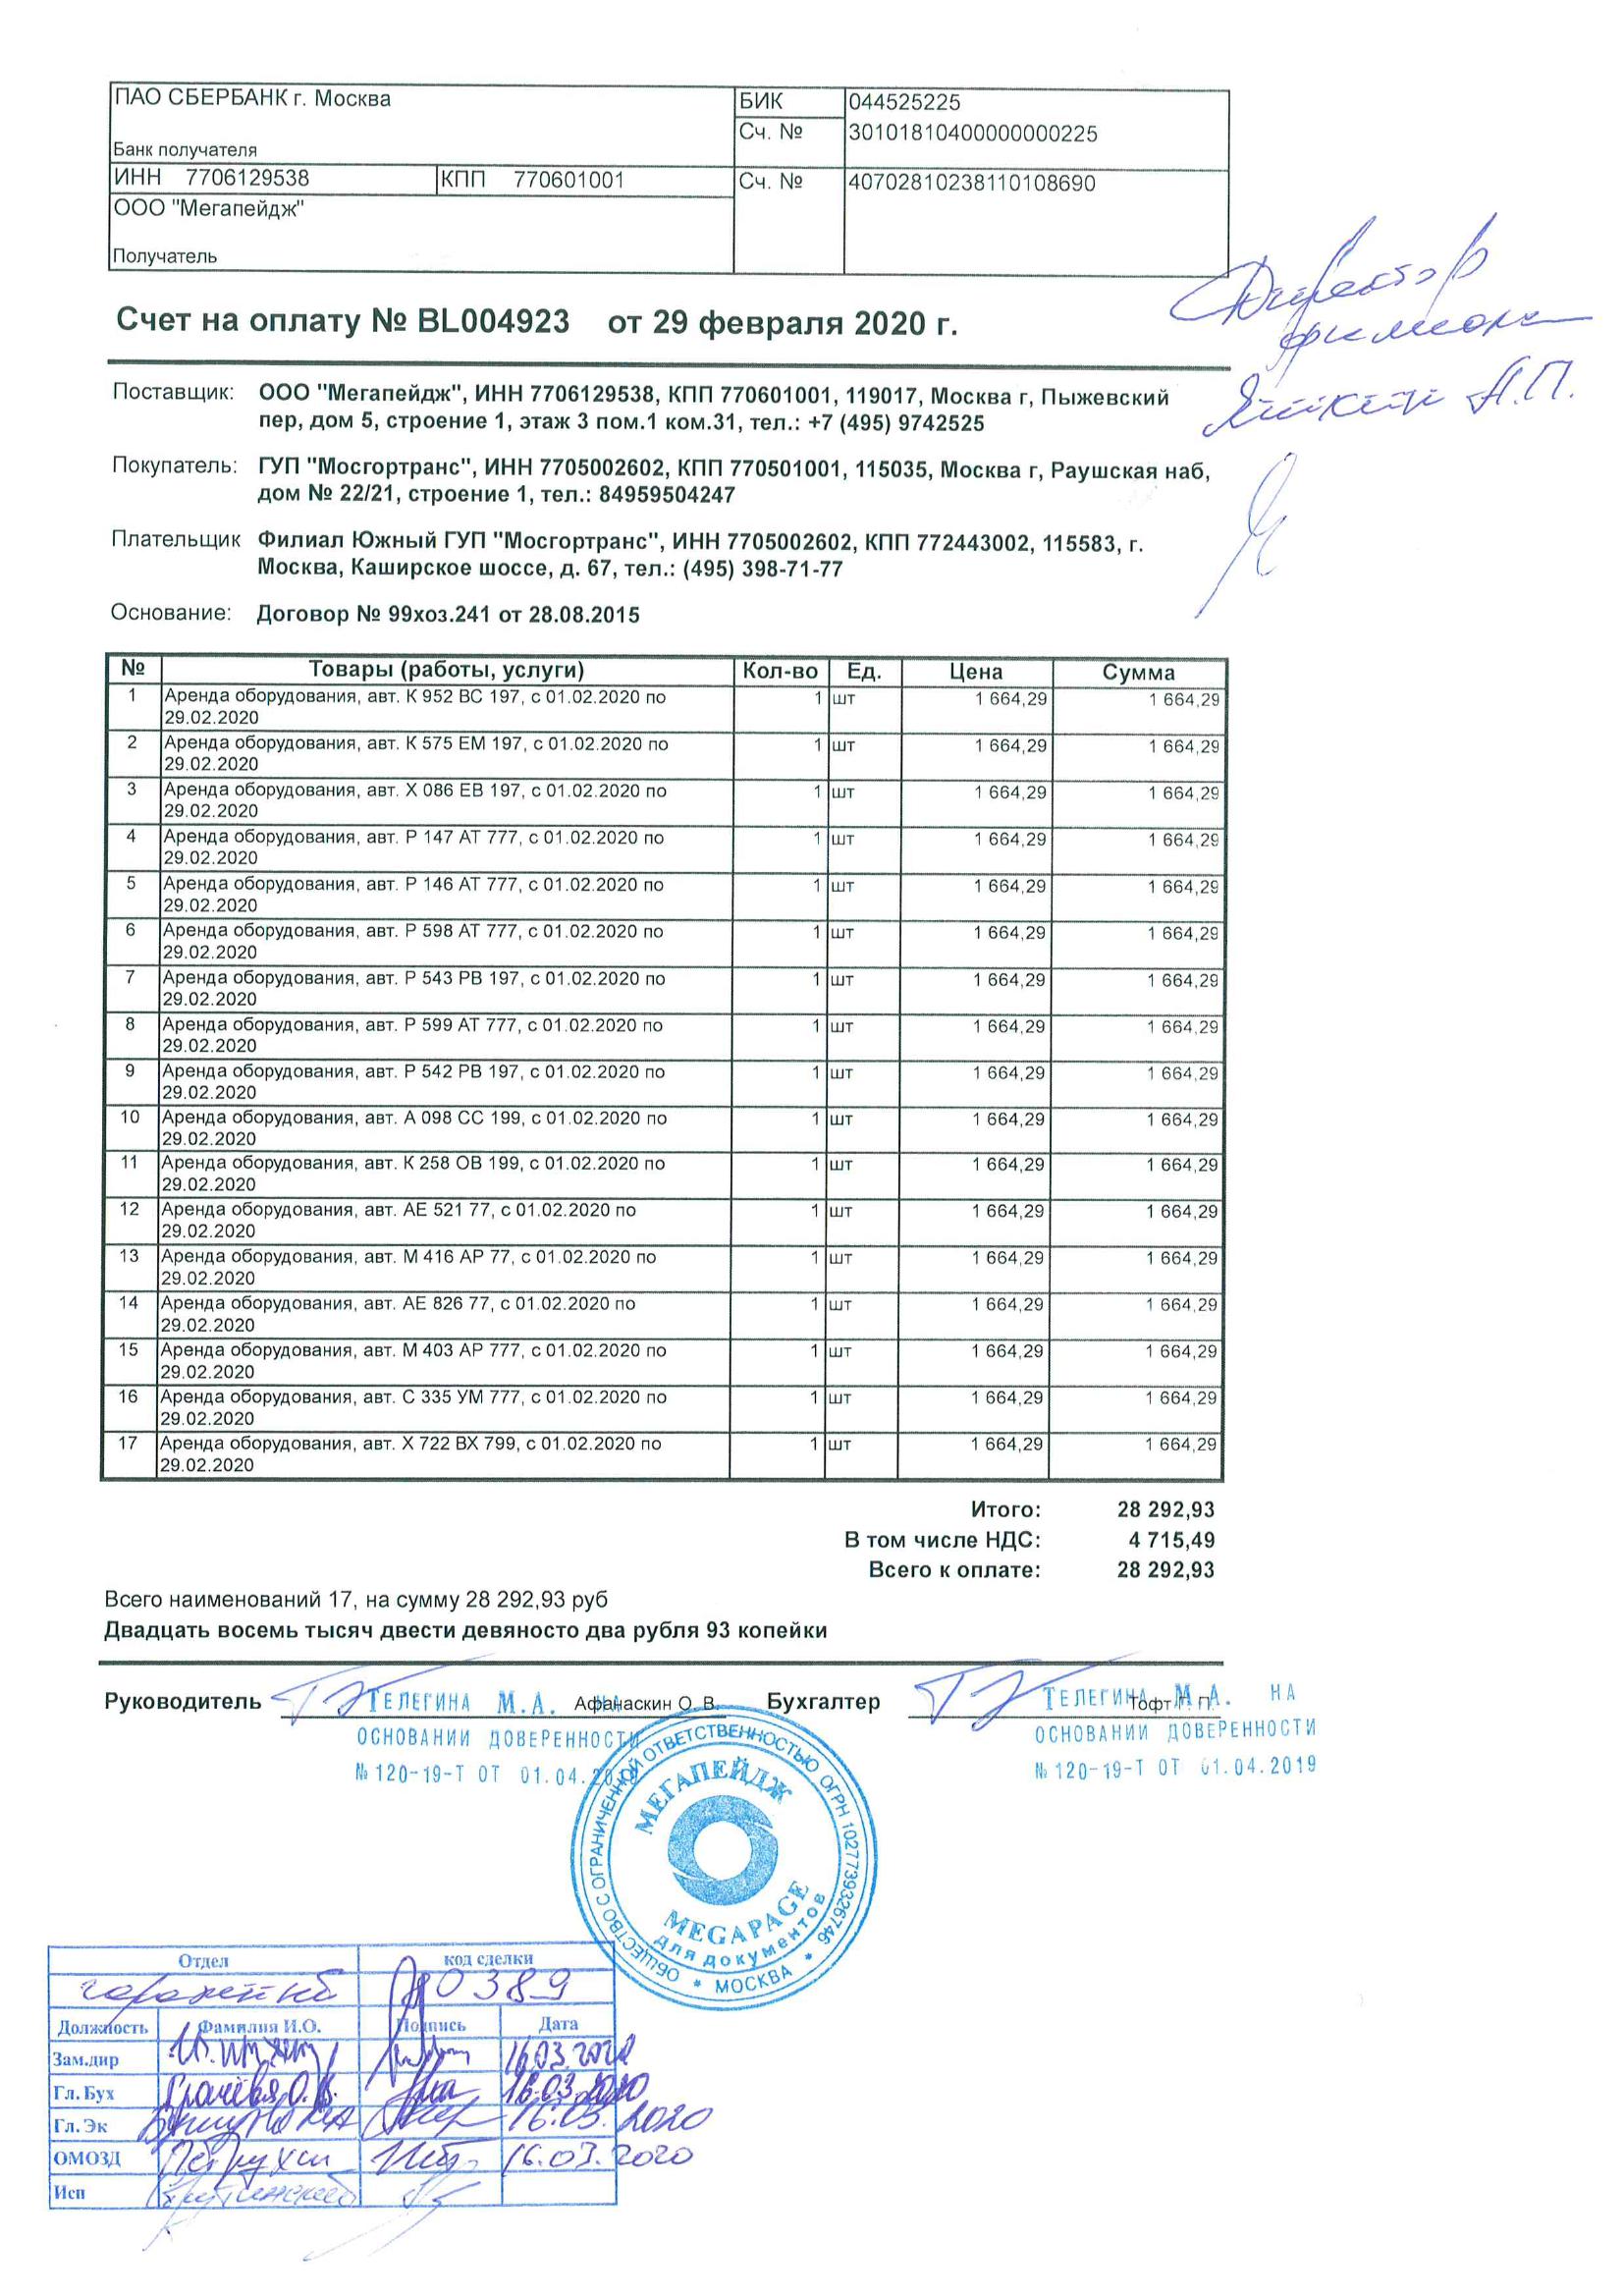 ПАО СБЕРБАНК г. Москва
БИК 044525225
Сч. № 30101810400000000225
Банк получателя
ИНН 7706129538 КПП 770601001 Сч. № 40702810238110108690
ООО "Мегапейдж"
Получатель
Директор
филиала
А.П.
Счет на оплату № BL004923 от 29 февраля 2020 г.
Поставщик: ООО "Мегапейдж", ИНН 7706129538, КПП 770601001, 119017, Москва г, Пыжевский
пер, дом 5, строение 1, этаж 3 пом.1 ком.31, тел.: +7 (495) 9742525
Покупатель: ГУП "Мосгортранс", ИНН 7705002602, КПП 770501001, 115035, Москва г, Раушская наб,
дом № 22/21, строение 1, тел.: 84959504247
Плательщик Филиал Южный ГУП "Мосгортранс", ИНН 7705002602, КПП 772443002, 115583, г.
Москва, Каширское шоссе, д. 67, тел.: (495) 398-71-77
Основание: Договор № 99хоз.241 от 28.08.2015
№ Товары (работы, услуги) Кол-во Ед. Цена Сумма
1 Аренда оборудования, авт. К 952 ВС 197, с 01.02.2020 по 1 шт 1 664,29 1 664,29
29.02.2020
2 Аренда оборудования, авт. К 575 ЕМ 197, с 01.02.2020 по 1 шт 1 664,29 1 664,29
29.02.2020
3 Аренда оборудования, авт. Х 086 ЕВ 197, с 01.02.2020 по 1 шт 1 664,29 1 664,29
29.02.2020
4 Аренда оборудования, авт. Р 147 АТ 777, с 01.02.2020 по 1 шт 1 664,29 1 664,29
29.02.2020
5 Аренда оборудования, авт. Р 146 АТ 777, с 01.02.2020 по 1 шт 1 664,29 1 664,29
29.02.2020
6 Аренда оборудования, авт. Р 598 АТ 777, с 01.02.2020 по 1 шт 1 664,29 1 664,29
29.02.2020
7 Аренда оборудования, авт. Р 543 РВ 197, с 01.02.2020 по 1 шт 1 664,29 1 664,29
29.02.2020
8 Аренда оборудования, авт. Р 599 АТ 777, с 01.02.2020 по 1 шт 1 664,29 1 664,29
29.02.2020
9 Аренда оборудования, авт. Р 542 РВ 197, с 01.02.2020 по 1 шт 1 664,29 1 664,29
29.02.2020
10 Аренда оборудования, авт. А 098 СС 199, с 01.02.2020 по 1 шт 1 664,29 1 664,29
29.02.2020
11 Аренда оборудования, авт. К 258 ОВ 199, с 01.02.2020 по 1 шт 1 664,29 1 664,29
29.02.2020
12 Аренда оборудования, авт. АЕ 521 77, с 01.02.2020 по 1 шт 1 664,29 1 664,29
29.02.2020
13 Аренда оборудования, авт. М 416 АР 77, с 01.02.2020 по 1 шт 1 664,29 1 664,29
29.02.2020
14 Аренда оборудования, авт. АЕ 826 77, с 01.02.2020 по 1 шт 1 664,29 1 664,29
29.02.2020
15 Аренда оборудования, авт. М 403 АР 777, с 01.02.2020 по 1 шт 1 664,29 1 664,29
29.02.2020
16 Аренда оборудования, авт. С 335 УМ 777, с 01.02.2020 по 1 шт 1 664,29 1 664,29
29.02.2020
17 Аренда оборудования, авт. Х 722 ВХ 799, с 01.02.2020 по 1 шт 1 664,29 1 664,29
29.02.2020
Итого: 28 292,93
В том числе НДС: 4 715,49
Всего к оплате: 28 292,93
Всего наименований 17, на сумму 28 292,93 руб
Двадцать восемь тысяч двести девяносто два рубля 93 копейки
Руководитель Афанаскин О. В. Бухгалтер Тофт Н. П.
ТЕЛЕГИНА М.А. НА
ОСНОВАНИИ ДОВЕРЕННОСТИ
№ 120-19-Т ОТ 01.04.2019
ТЕЛЕГИНА М.А. НА
ОСНОВАНИИ ДОВЕРЕННОСТИ
№ 120-19-Т ОТ 01.04.2019
ОБЩЕСТВО С ОГРАНИЧЕННОЙ ОТВЕТСТВЕННОСТЬЮ ОГРН 1027739326746 * МОСКВА *
МЕГАПЕЙДЖ
MEGAPAGE
для документов
Отдел код сделки
0389
Должность Фамилия И.О. Подпись Дата
Зам.дир 16.03.2020
Гл. Бух Грачёва О.В. 16.03.2020
Гл. Эк 16.03.2020
ОМОЗД Петрухин 16.03.2020
Исп